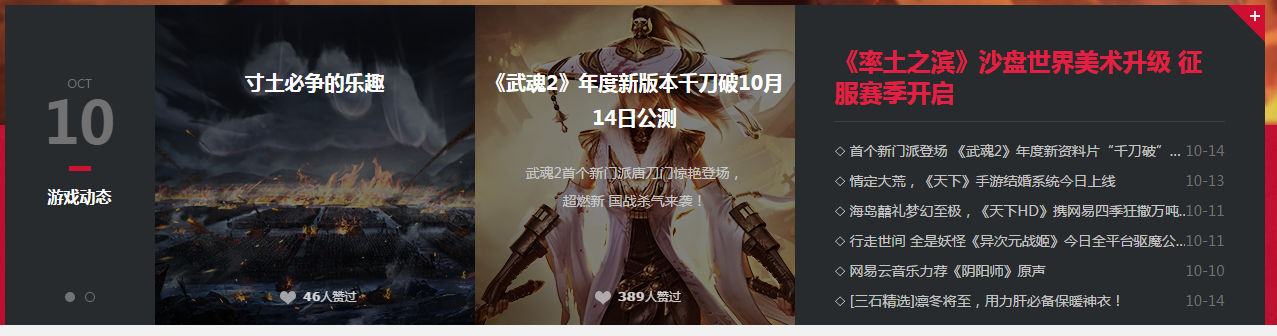 OCT
10
游戏动态
寸土必争的乐趣
46人赞过
《武魂2》年度新版本千刀破10月
14日公测
武魂2首个新门派唐刀门惊艳登场，
超燃新 国战杀气来袭！
389人赞过
《率土之滨》沙盘世界美术升级 征
服赛季开启
◇ 首个新门派登场 《武魂2》年度新资料片“千刀破”... 10-14
◇ 情定大荒，《天下》手游结婚系统今日上线 10-13
◇ 海岛囍礼梦幻至极，《天下HD》携网易四季狂撒万吨... 10-11
◇ 行走世间 全是妖怪《异次元战姬》今日全平台驱魔公... 10-11
◇ 网易云音乐力荐《阴阳师》原声 10-10
◇ [三石精选]凛冬将至，用力肝必备保暖神衣！ 10-14